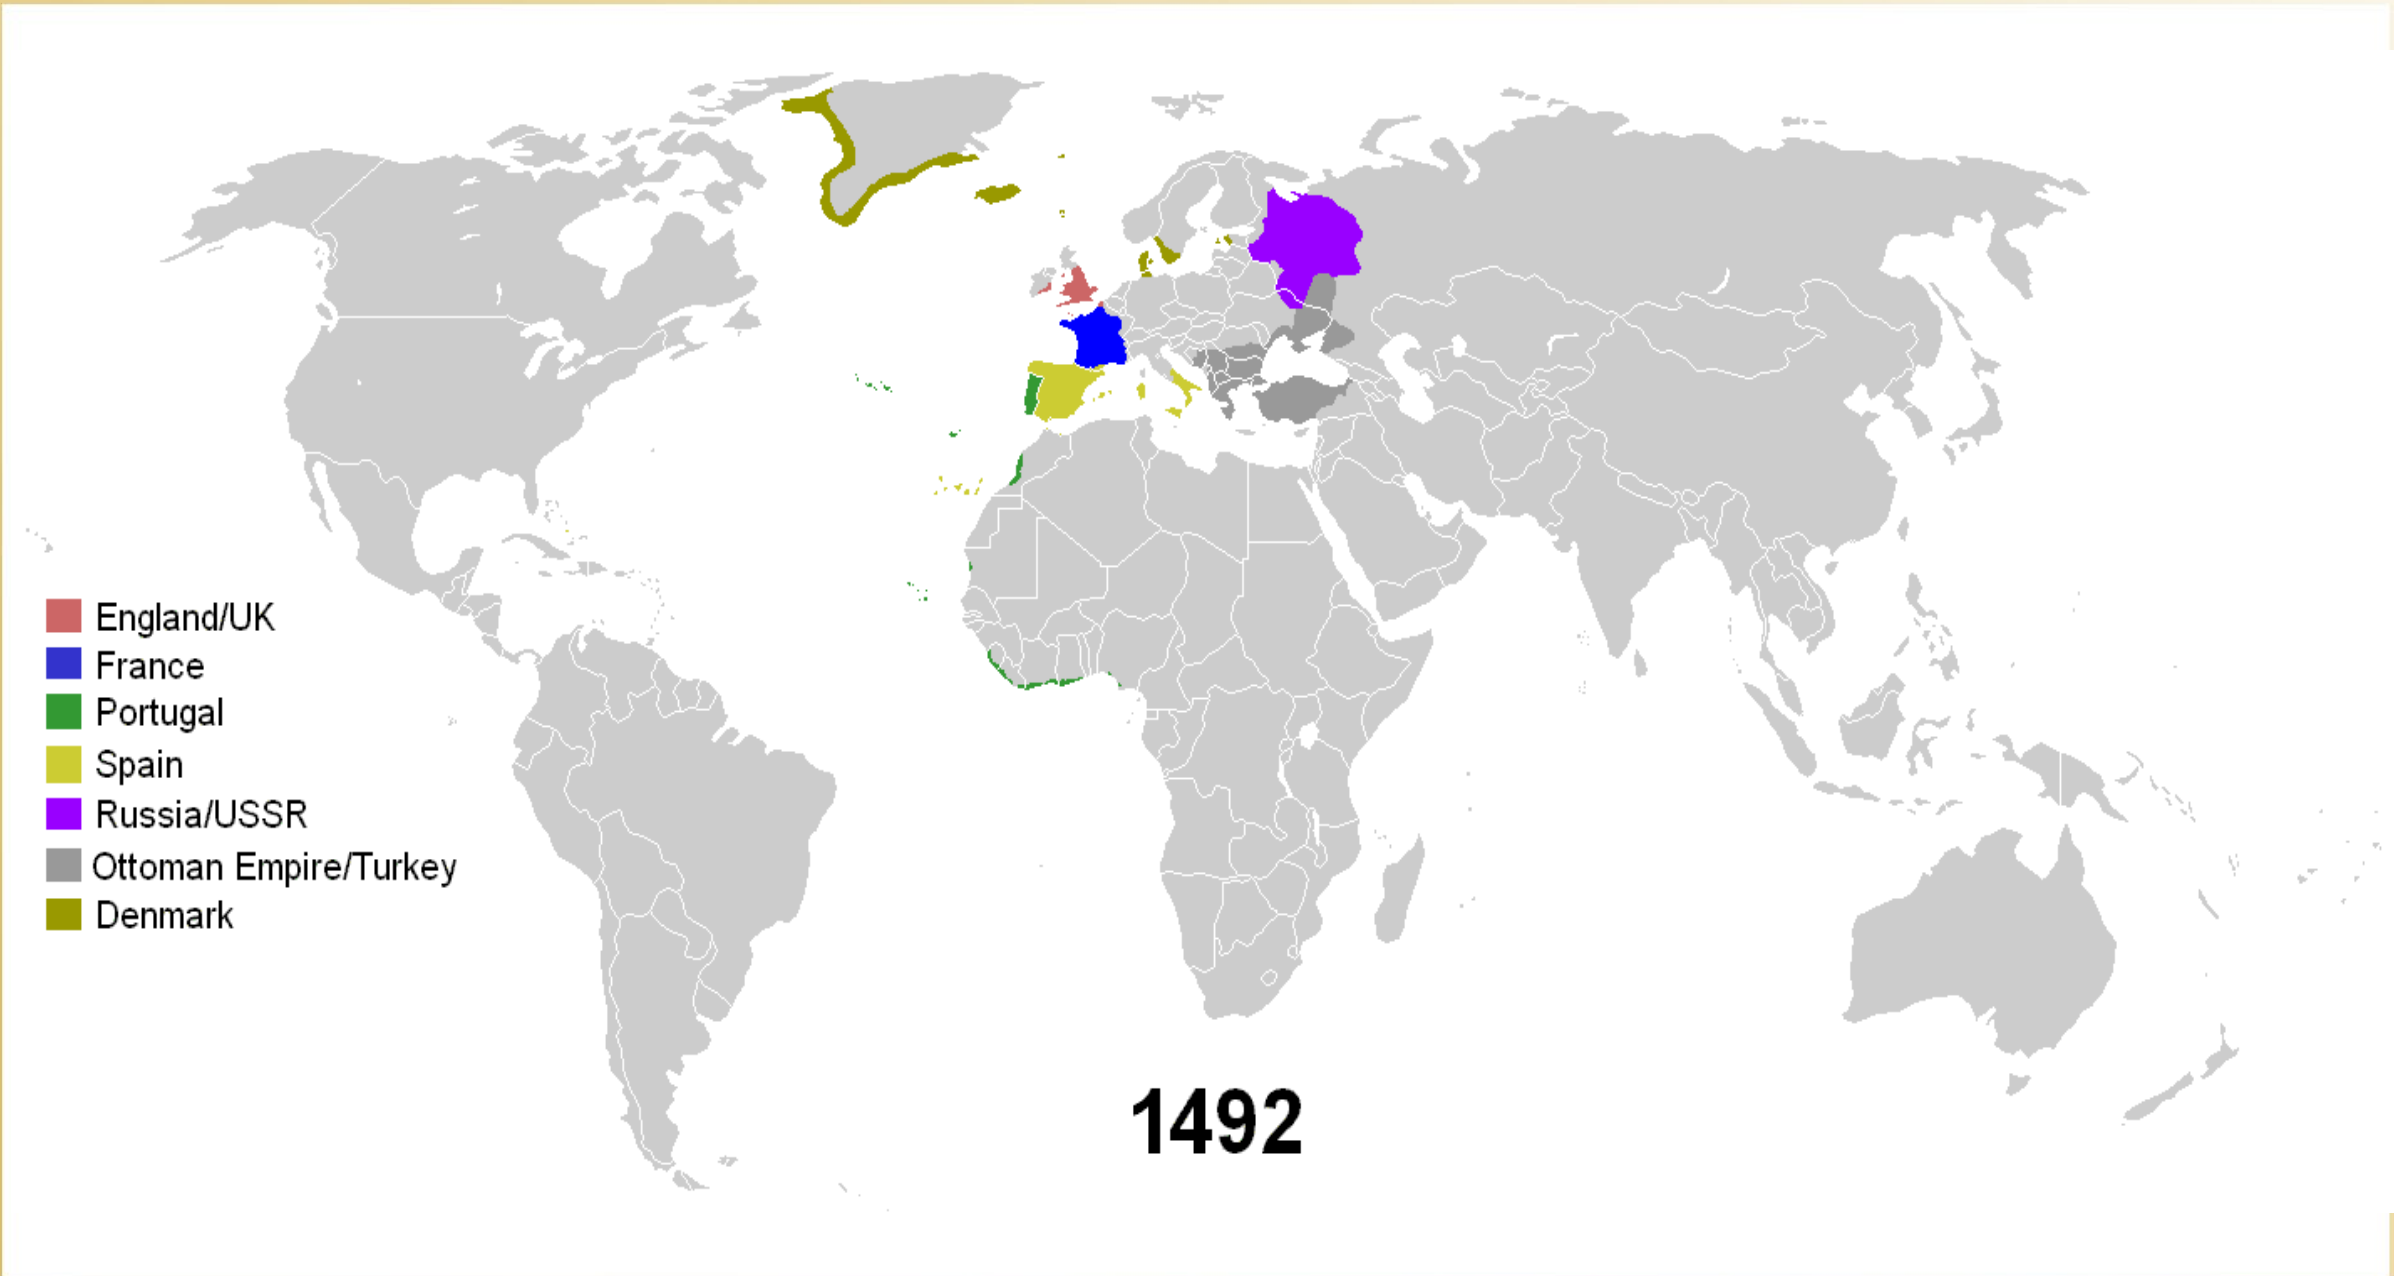 England/UK
France
Portugal
Spain
Russia/USSR
Ottoman Empire/Turkey
Denmark
1492